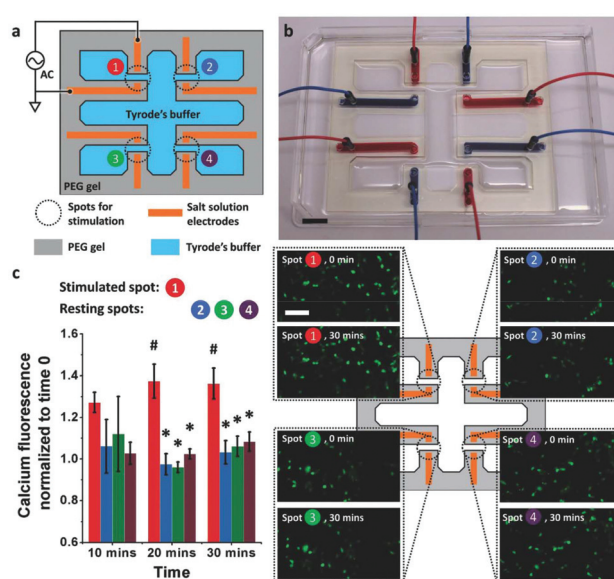 a
AC
1
2
Tyrode's buffer
3
4
PEG gel
Spots for stimulation
Salt solution electrodes
PEG gel
Tyrode's buffer
b
c
Stimulated spot: 1
Resting spots: 2 3 4
Calcium fluorescence
normalized to time 0
1.6
1.4
1.2
1.0
0.8
0.6
#
#
* * *
* * *
10 mins 20 mins 30 mins
Time
Spot 1, 0 min
Spot 2, 0 min
Spot 1, 30 mins
Spot 2, 30 mins
Spot 3, 0 min
Spot 4, 0 min
Spot 3, 30 mins
Spot 4, 30 mins